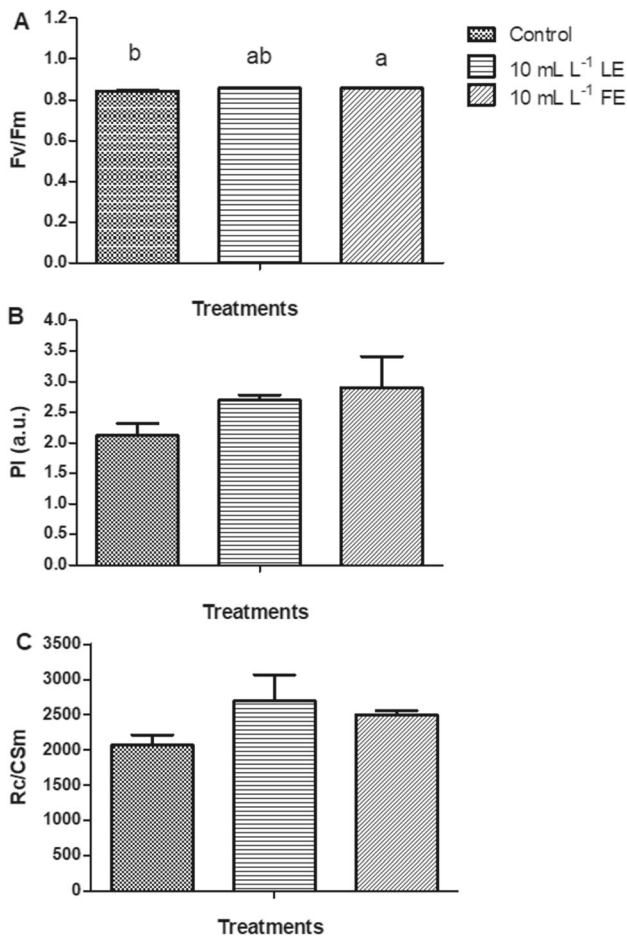 A
1.2
1.0
0.8
0.6
0.4
0.2
0.0
Fv/Fm
b ab a
Control
10 mL L⁻¹ LE
10 mL L⁻¹ FE
Treatments
B
4.0
3.5
3.0
2.5
2.0
1.5
1.0
0.5
0.0
PI (a.u.)
Treatments
C
3500
3000
2500
2000
1500
1000
500
0
Rc/CSm
Treatments